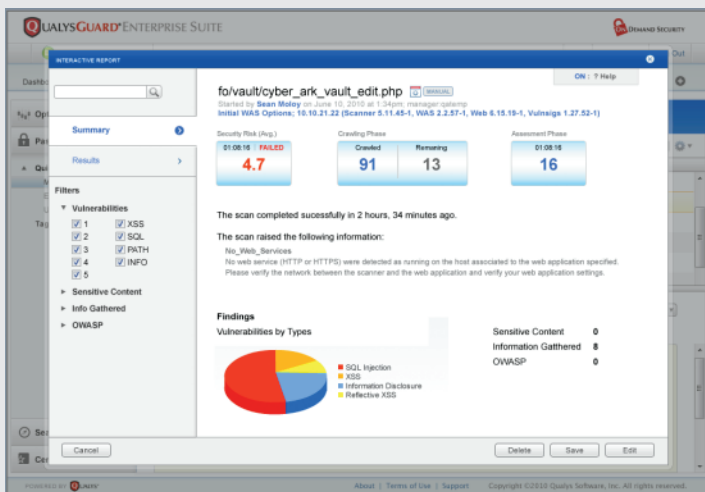 QUALYSGUARD® ENTERPRISE SUITE
ON DEMAND SECURITY
Out
INTERACTIVE REPORT
Dashb
ON : ? Help
fo/vault/cyber_ark_vault_edit.php MANUAL
Started by Sean Moloy on June 10, 2010 at 1:34pm; manager:qatemp
Initial WAS Options; 10.10.21.22 (Scanner 5.11.45-1, WAS 2.2.57-1, Web 6.15.19-1, Vulnsigs 1.27.52-1)
Summary
Results
Security Risk (Avg.)
01:08:16 FAILED
4.7
Crawling Phase
Crawled
91
Remaining
13
Assesment Phase
01:08:16
16
Filters
Vulnerabilities
1 XSS
2 SQL
3 PATH
4 INFO
5
Sensitive Content
Info Gathered
OWASP
The scan completed sucessfully in 2 hours, 34 minutes ago.
The scan raised the following information:
No_Web_Services
No web service (HTTP or HTTPS) were detected as running on the host associated to the web application specified.
Please verify the network between the scanner and the web application and verify your web application settings.
Findings
Vulnerabilities by Types
SQL Injection
XSS
Information Disclosure
Reflective XSS
Sensitive Content 0
Information Gatthered 8
OWASP 0
Opt
Pa
Qu
Tag
Sea
Ce
Cancel
Delete
Save
Edit
POWERED BY QUALYS
About | Terms of Use | Support
Copyright ©2010 Qualys Software, Inc. All rights reserved.